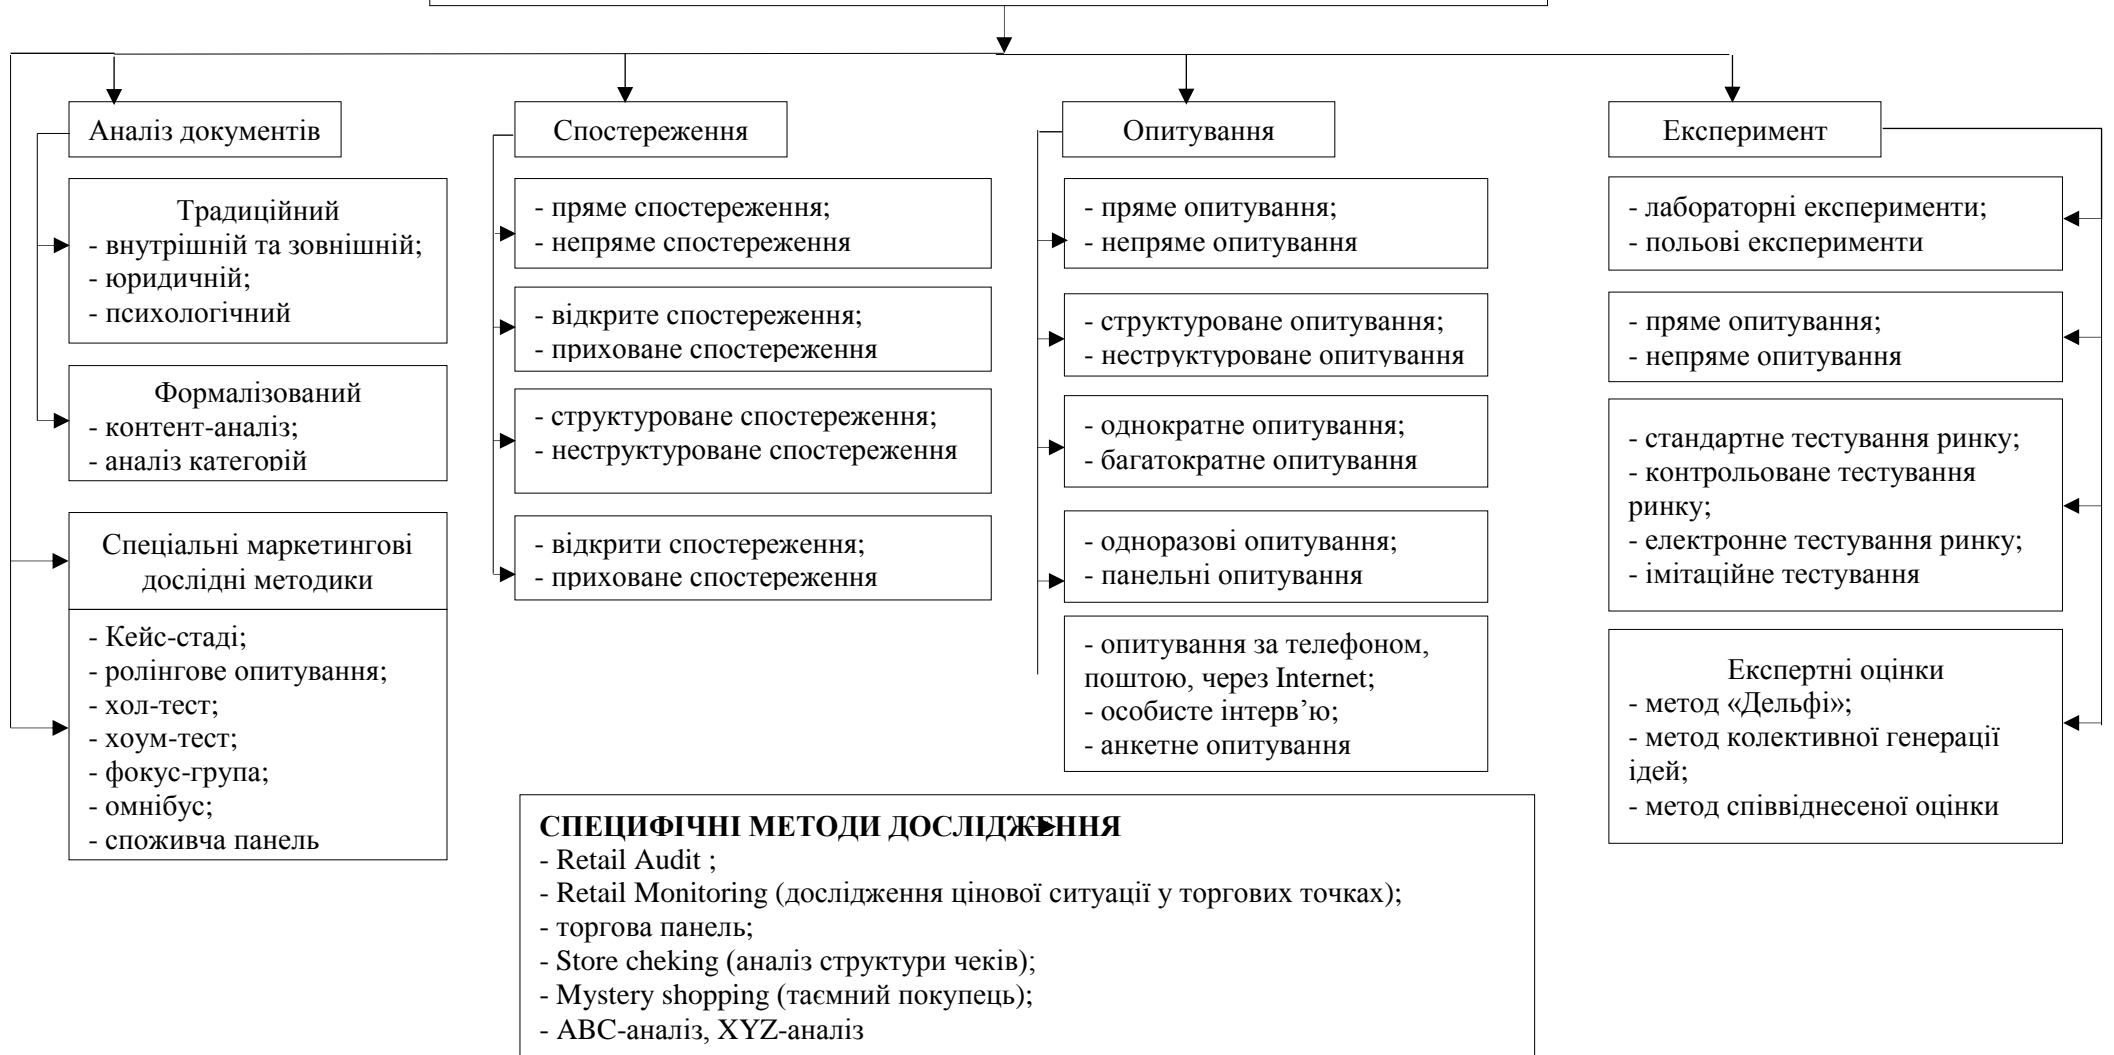 Аналіз документів
Традиційний
- внутрішній та зовнішній;
- юридичній;
- психологічний
Формалізований
- контент-аналіз;
- аналіз категорій
Спеціальні маркетингові
дослідні методики
- Кейс-стаді;
- ролінгове опитування;
- хол-тест;
- хоум-тест;
- фокус-група;
- омнібус;
- споживча панель
Спостереження
- пряме спостереження;
- непряме спостереження
- відкрите спостереження;
- приховане спостереження
- структуроване спостереження;
- неструктуроване спостереження
- відкрити спостереження;
- приховане спостереження
Опитування
- пряме опитування;
- непряме опитування
- структуроване опитування;
- неструктуроване опитування
- однократне опитування;
- багатократне опитування
- одноразові опитування;
- панельні опитування
- опитування за телефоном,
поштою, через Internet;
- особисте інтерв’ю;
- анкетне опитування
Експеримент
- лабораторні експерименти;
- польові експерименти
- пряме опитування;
- непряме опитування
- стандартне тестування ринку;
- контрольоване тестування
ринку;
- електронне тестування ринку;
- імітаційне тестування
Експертні оцінки
- метод «Дельфі»;
- метод колективної генерації
ідей;
- метод співвіднесеної оцінки
СПЕЦИФІЧНІ МЕТОДИ ДОСЛІДЖЕННЯ
- Retail Audit ;
- Retail Monitoring (дослідження цінової ситуації у торгових точках);
- торгова панель;
- Store cheking (аналіз структури чеків);
- Mystery shopping (таємний покупець);
- АВС-аналіз, XYZ-аналіз